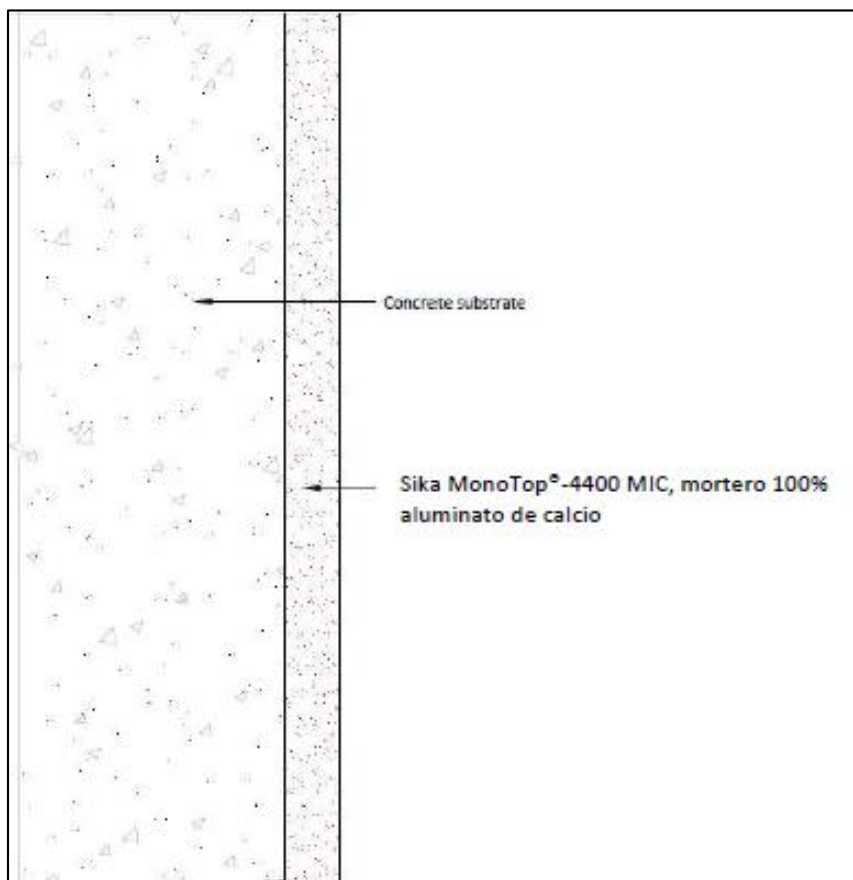 Concrete substrate
Sika MonoTop®-4400 MIC, mortero 100%
aluminato de calcio